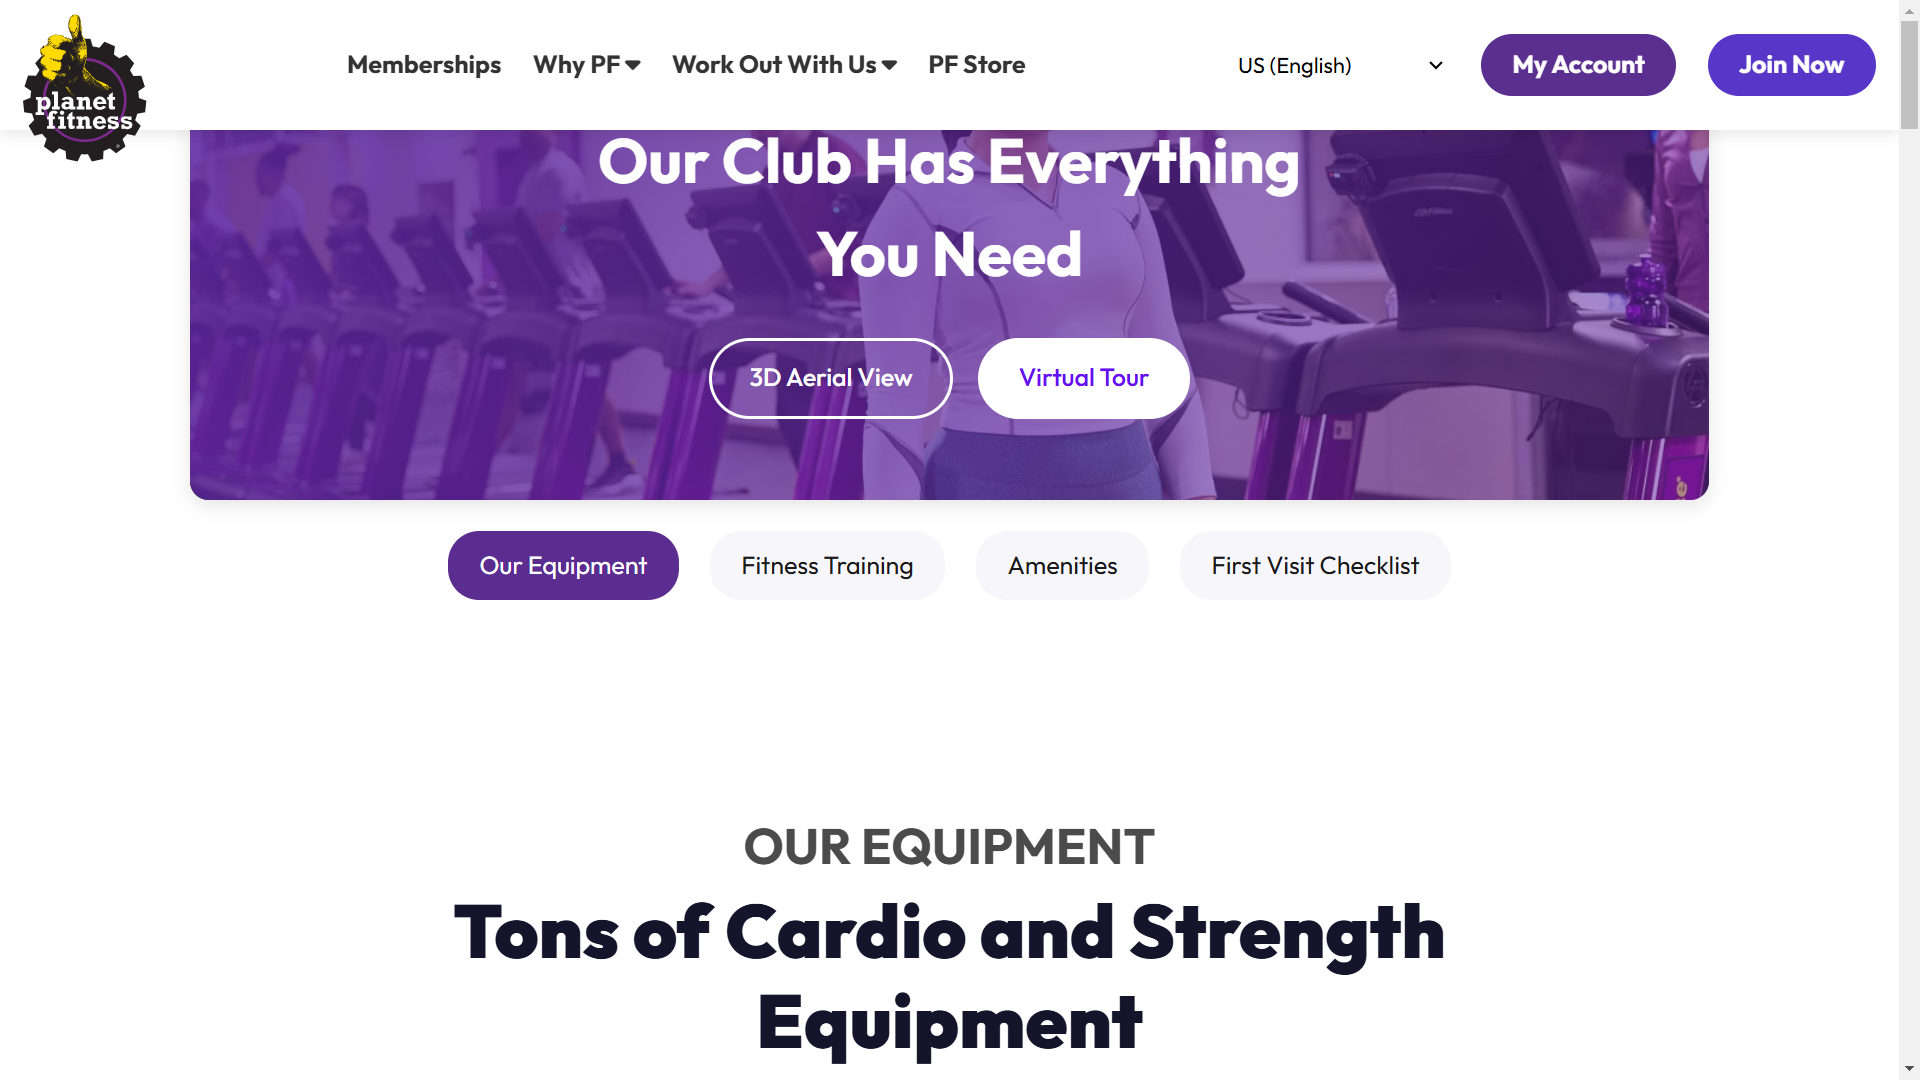 planet
fitness
Memberships
Why PF
Work Out With Us
PF Store
US (English)
My Account
Join Now
Our Club Has Everything
You Need
3D Aerial View
Virtual Tour
Our Equipment
Fitness Training
Amenities
First Visit Checklist
OUR EQUIPMENT
Tons of Cardio and Strength
Equipment